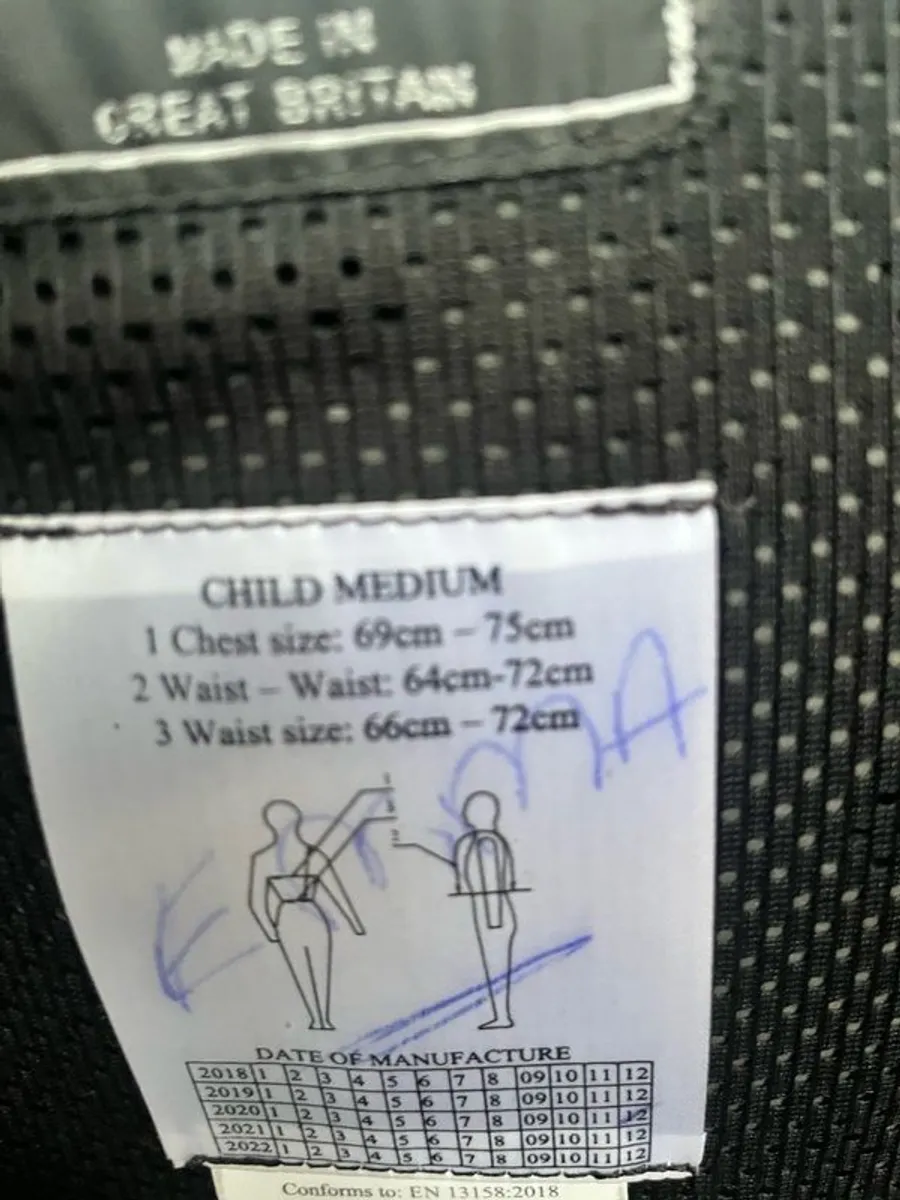 MADE IN
GREAT BRITAIN
CHILD MEDIUM
1 Chest size: 69cm – 75cm
2 Waist – Waist: 64cm-72cm
3 Waist size: 66cm – 72cm
EMMA
1
3
2
DATE OF MANUFACTURE
2018 1 2 3 4 5 6 7 8 09 10 11 12
2019 1 2 3 4 5 6 7 8 09 10 11 12
2020 1 2 3 4 5 6 7 8 09 10 11 12
2021 1 2 3 4 5 6 7 8 09 10 11 12
2022 1 2 3 4 5 6 7 8 09 10 11 12
Conforms to: EN 13158:2018